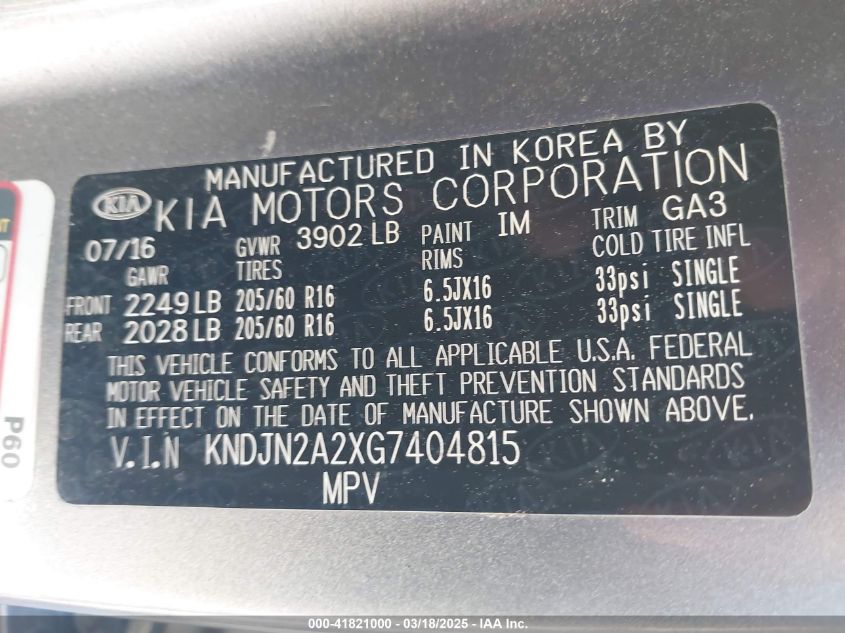 MANUFACTURED IN KOREA BY
KIA KIA MOTORS CORPORATION
07/16 GVWR 3902 LB PAINT IM TRIM GA3
GAWR TIRES RIMS COLD TIRE INFL
FRONT 2249 LB 205/60 R16 6.5JX16 33psi SINGLE
REAR 2028 LB 205/60 R16 6.5JX16 33psi SINGLE
THIS VEHICLE CONFORMS TO ALL APPLICABLE U.S.A. FEDERAL
MOTOR VEHICLE SAFETY AND THEFT PREVENTION STANDARDS
IN EFFECT ON THE DATE OF MANUFACTURE SHOWN ABOVE.
V.I.N KNDJN2A2XG7404815
MPV
P60
000-41821000 - 03/18/2025 - IAA Inc.